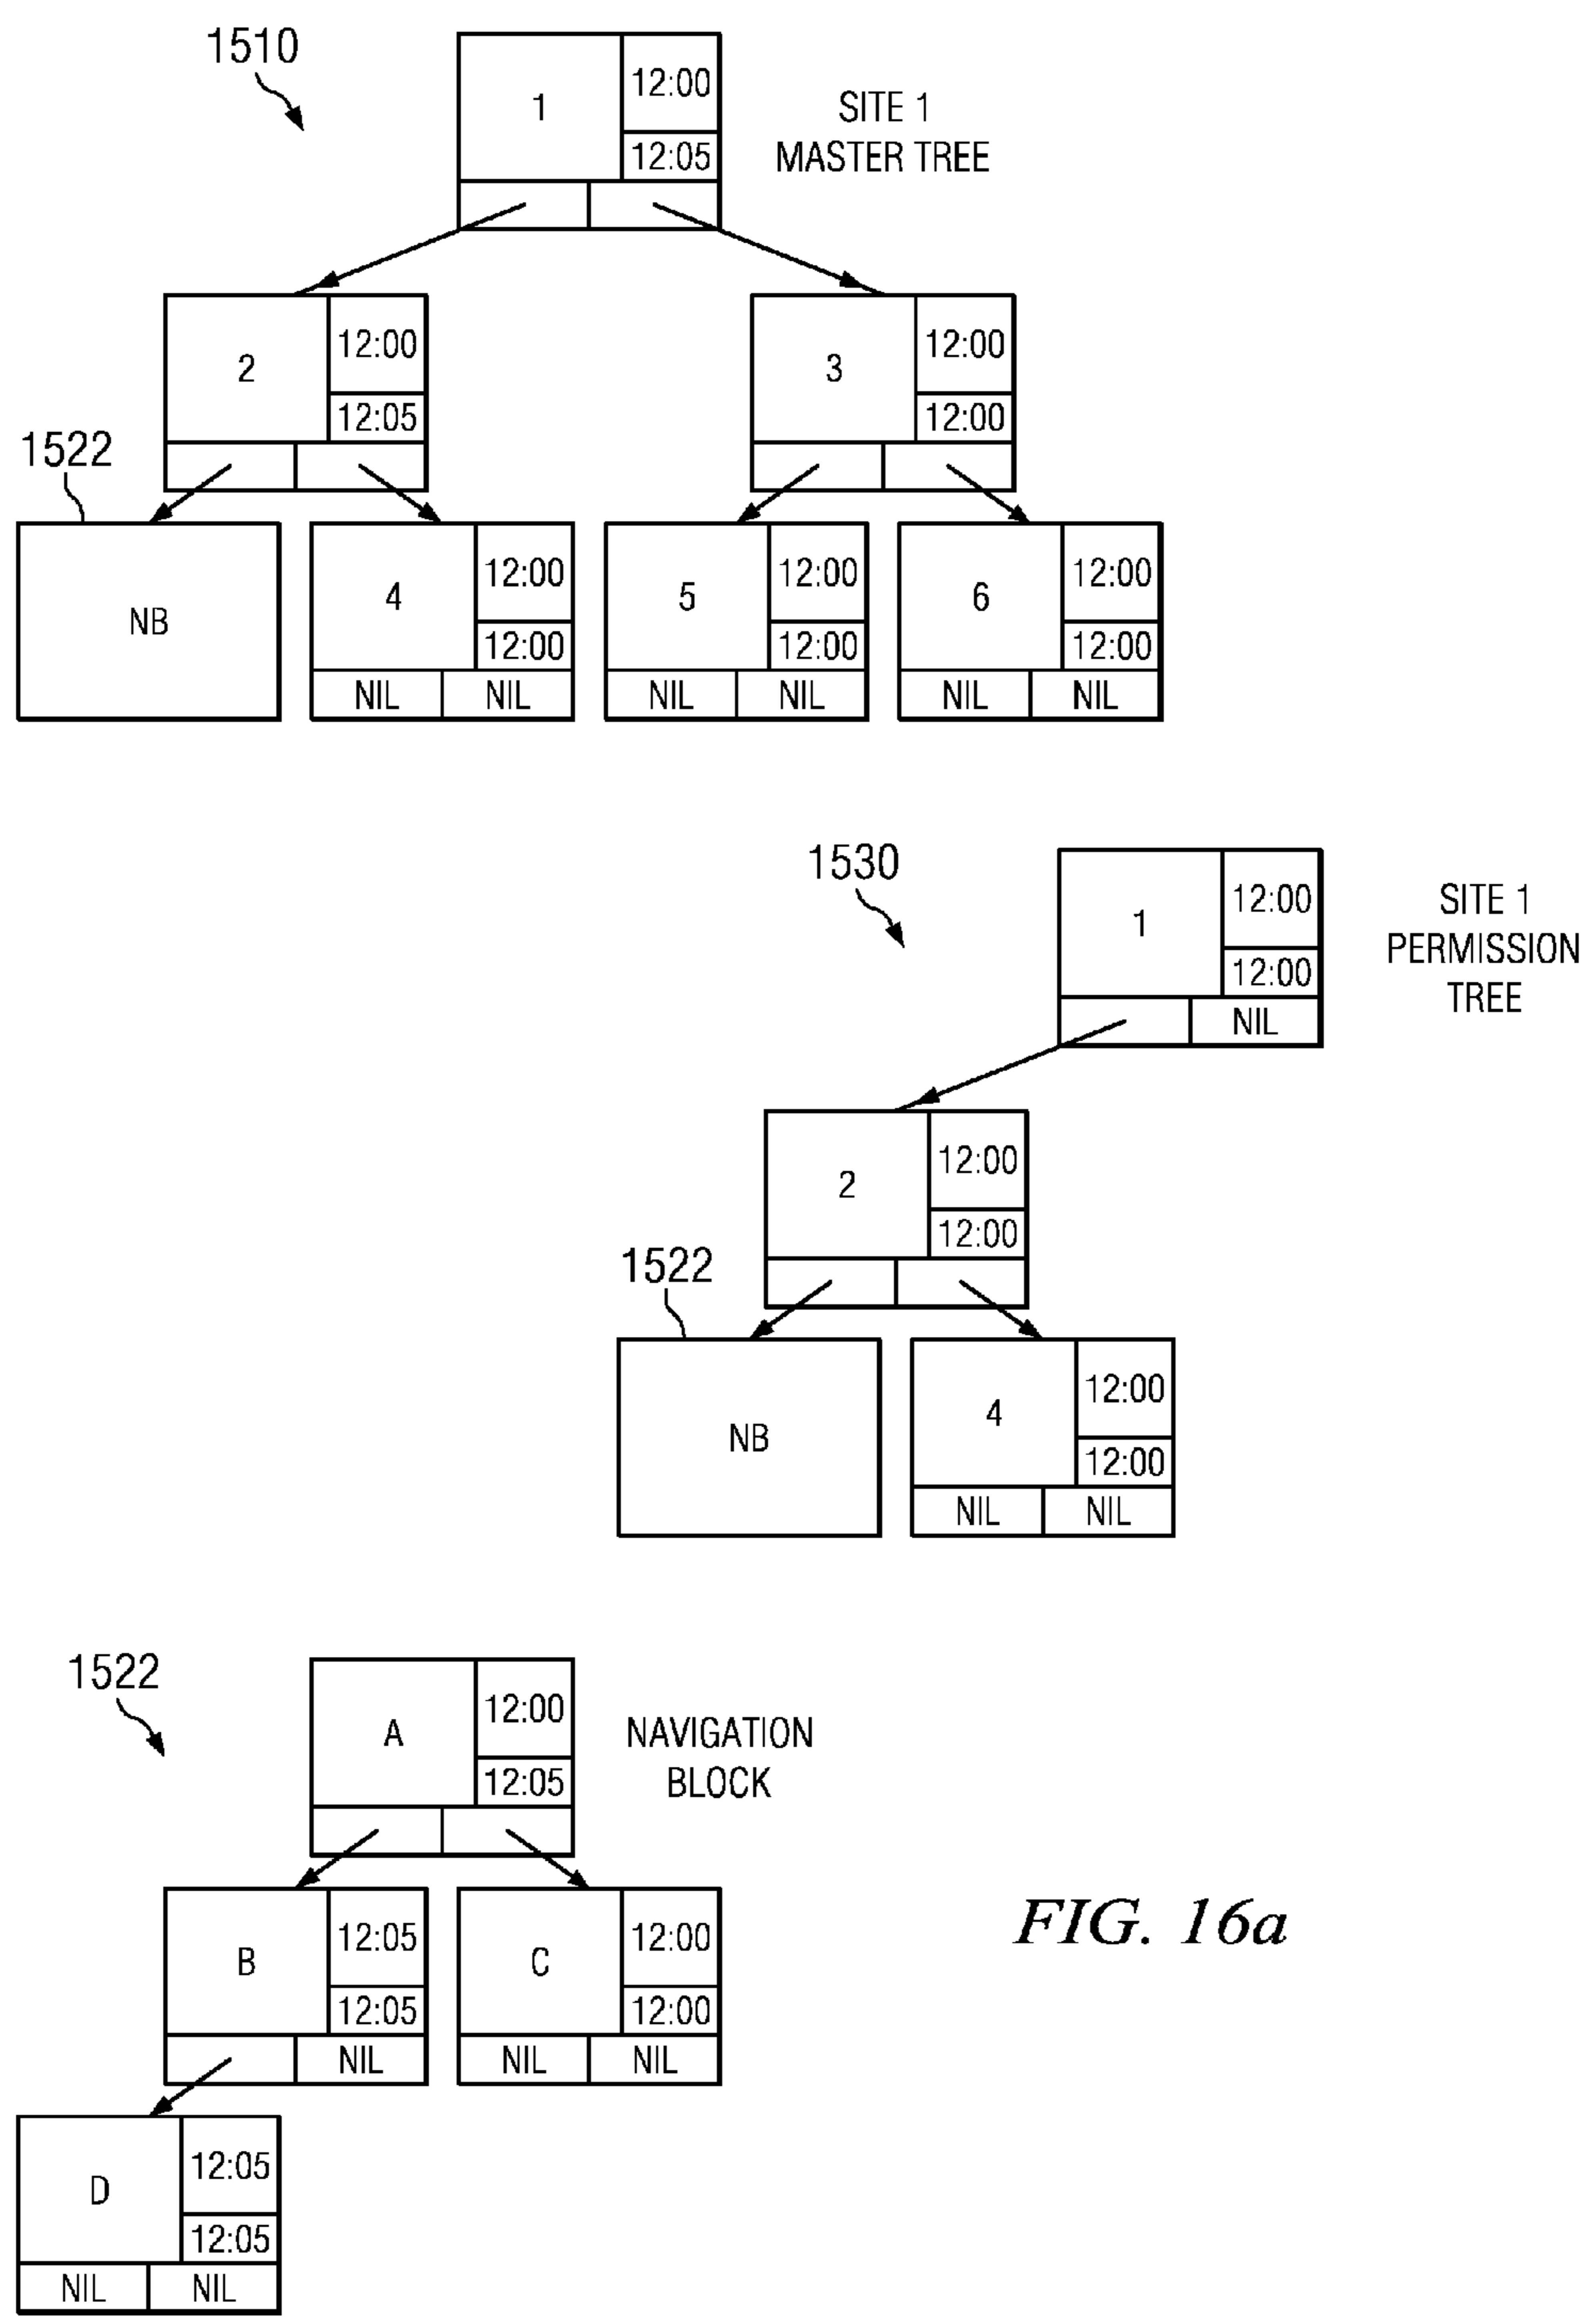 1510
1
12:00
12:05
SITE 1
MASTER TREE
2
12:00
12:05
3
12:00
12:00
1522
NB
4
12:00
12:00
NIL NIL
5
12:00
12:00
NIL NIL
6
12:00
12:00
NIL NIL
1530
1
12:00
12:00
NIL
SITE 1
PERMISSION
TREE
2
12:00
12:00
1522
NB
4
12:00
12:00
NIL NIL
1522
A
12:00
12:05
NAVIGATION
BLOCK
B
12:05
12:05
NIL
C
12:00
12:00
NIL NIL
D
12:05
12:05
NIL NIL
FIG. 16a